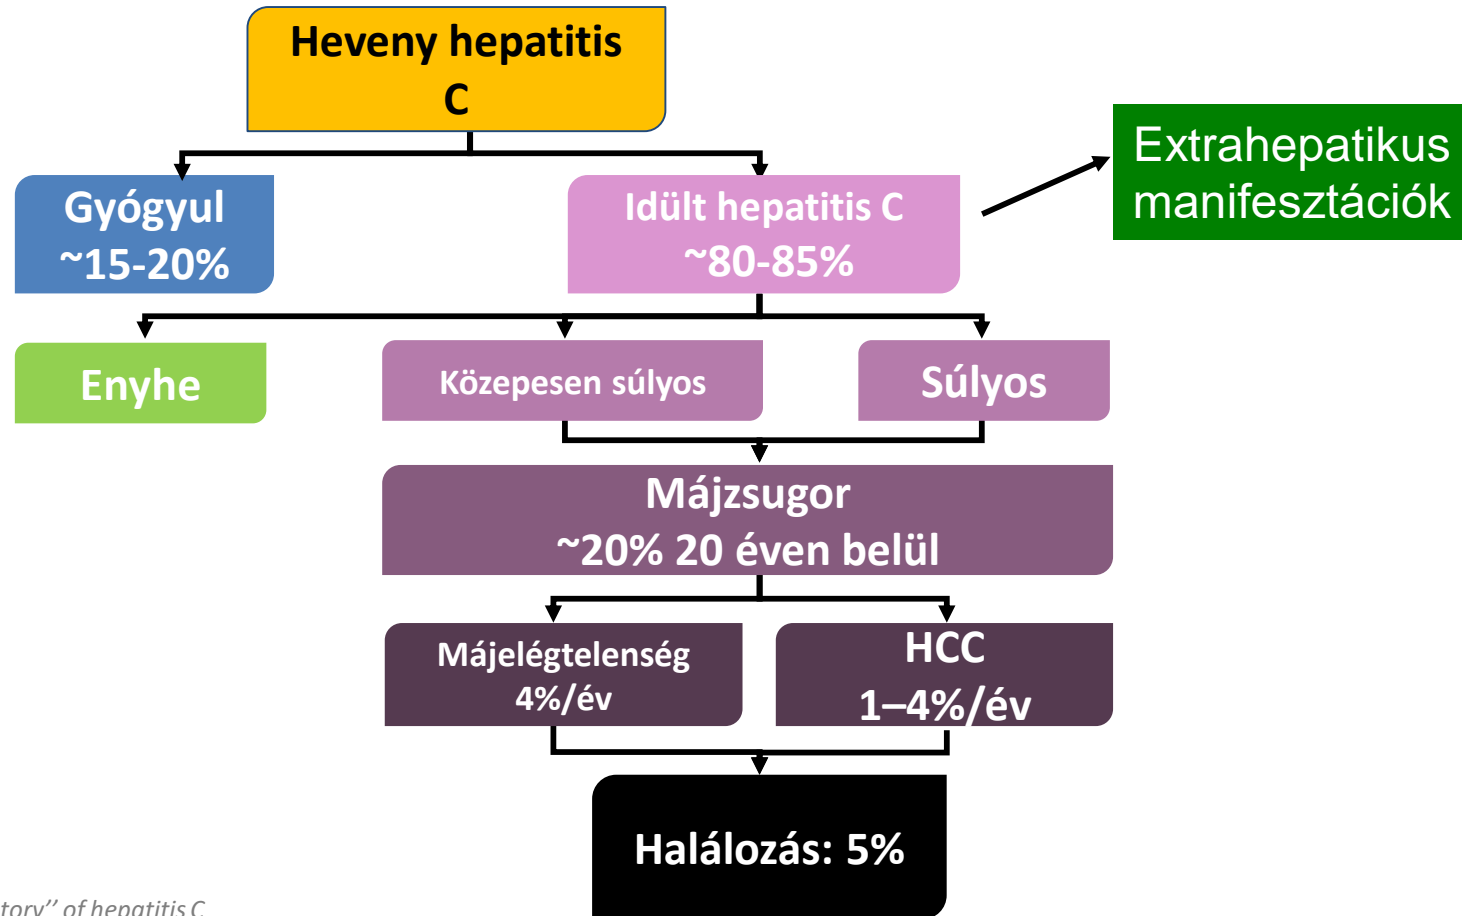 Heveny hepatitis
C
Extrahepatikus
manifesztációk
Gyógyul
~15-20%
Idült hepatitis C
~80-85%
Enyhe
Közepesen súlyos
Súlyos
Májzsugor
~20% 20 éven belül
Májelégtelenség
4%/év
HCC
1–4%/év
Halálozás: 5%
tory’’ of hepatitis C